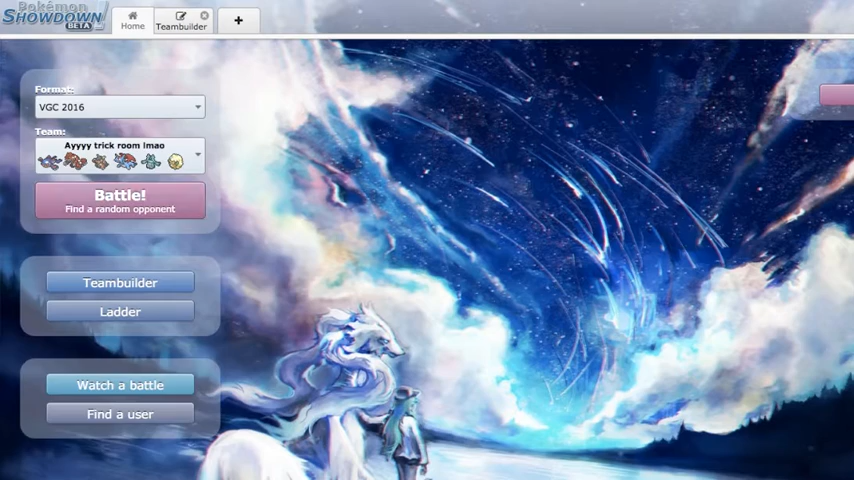 Pokémon
SHOWDOWN!
BETA
Home
Teambuilder
+
Format:
VGC 2016
Team:
Ayyyy trick room lmao
Battle!
Find a random opponent
Teambuilder
Ladder
Watch a battle
Find a user